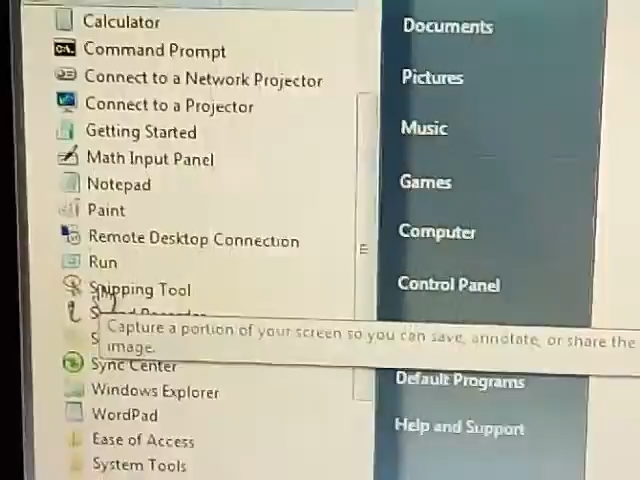 Calculator
Command Prompt
Connect to a Network Projector
Connect to a Projector
Getting Started
Math Input Panel
Notepad
Paint
Remote Desktop Connection
Run
Snipping Tool
Capture a portion of your screen so you can save, annotate, or share the
image.
Sync Center
Windows Explorer
WordPad
Ease of Access
System Tools
Documents
Pictures
Music
Games
Computer
Control Panel
Default Programs
Help and Support